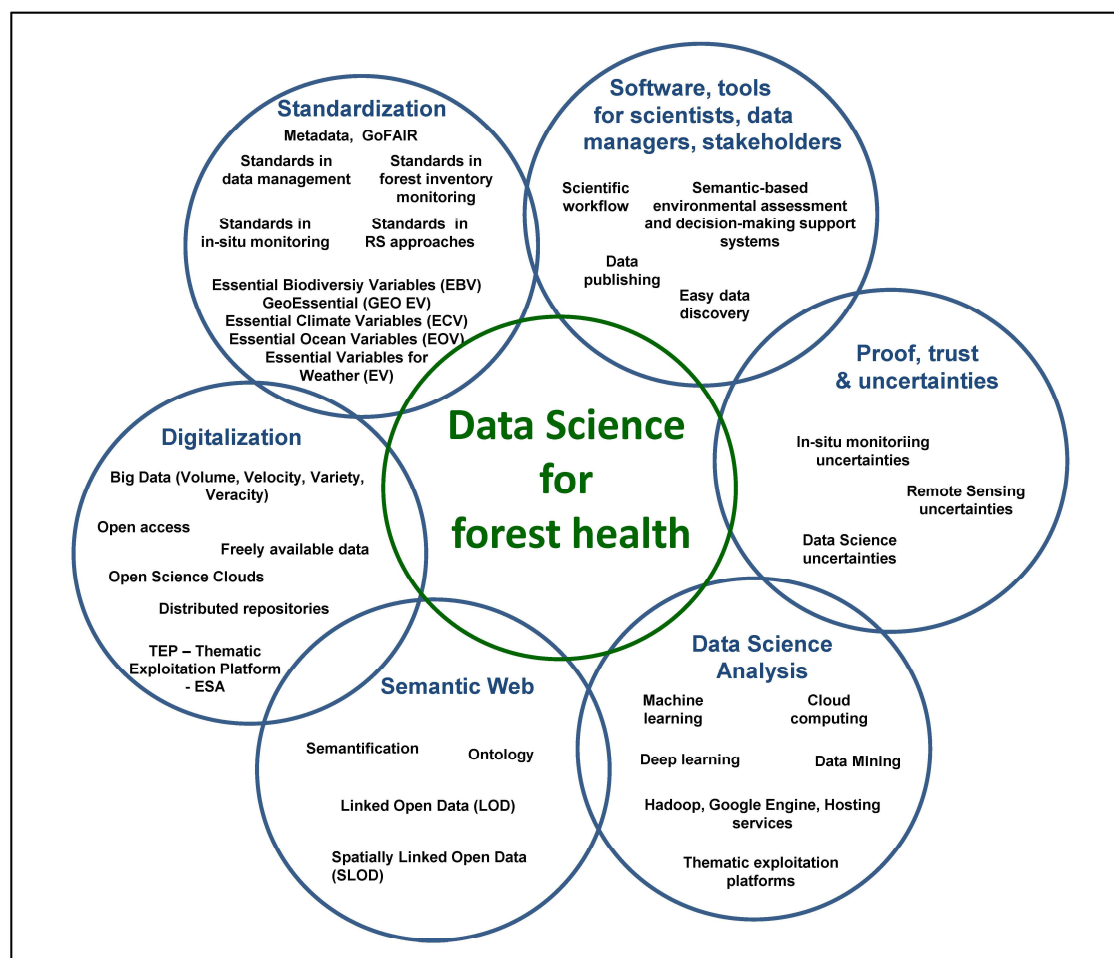 Standardization
Metadata, GoFAIR
Standards in
data management
Standards in
forest inventory
monitoring
Standards in
in-situ monitoring
Standards in
RS approaches
Essential Biodiversiy Variables (EBV)
GeoEssential (GEO EV)
Essential Climate Variables (ECV)
Essential Ocean Variables (EOV)
Essential Variables for
Weather (EV)
Software, tools
for scientists, data
managers, stakeholders
Scientific
workflow
Semantic-based
environmental assessment
and decision-making support
systems
Data
publishing
Easy data
discovery
Proof, trust
& uncertainties
In-situ monitoriing
uncertainties
Remote Sensing
uncertainties
Data Science
uncertainties
Data Science
for
forest health
Digitalization
Big Data (Volume, Velocity, Variety,
Veracity)
Open access
Freely available data
Open Science Clouds
Distributed repositories
TEP – Thematic
Exploitation Platform
- ESA
Semantic Web
Semantification
Ontology
Linked Open Data (LOD)
Spatially Linked Open Data
(SLOD)
Data Science
Analysis
Machine
learning
Cloud
computing
Deep learning
Data Mining
Hadoop, Google Engine, Hosting
services
Thematic exploitation
platforms